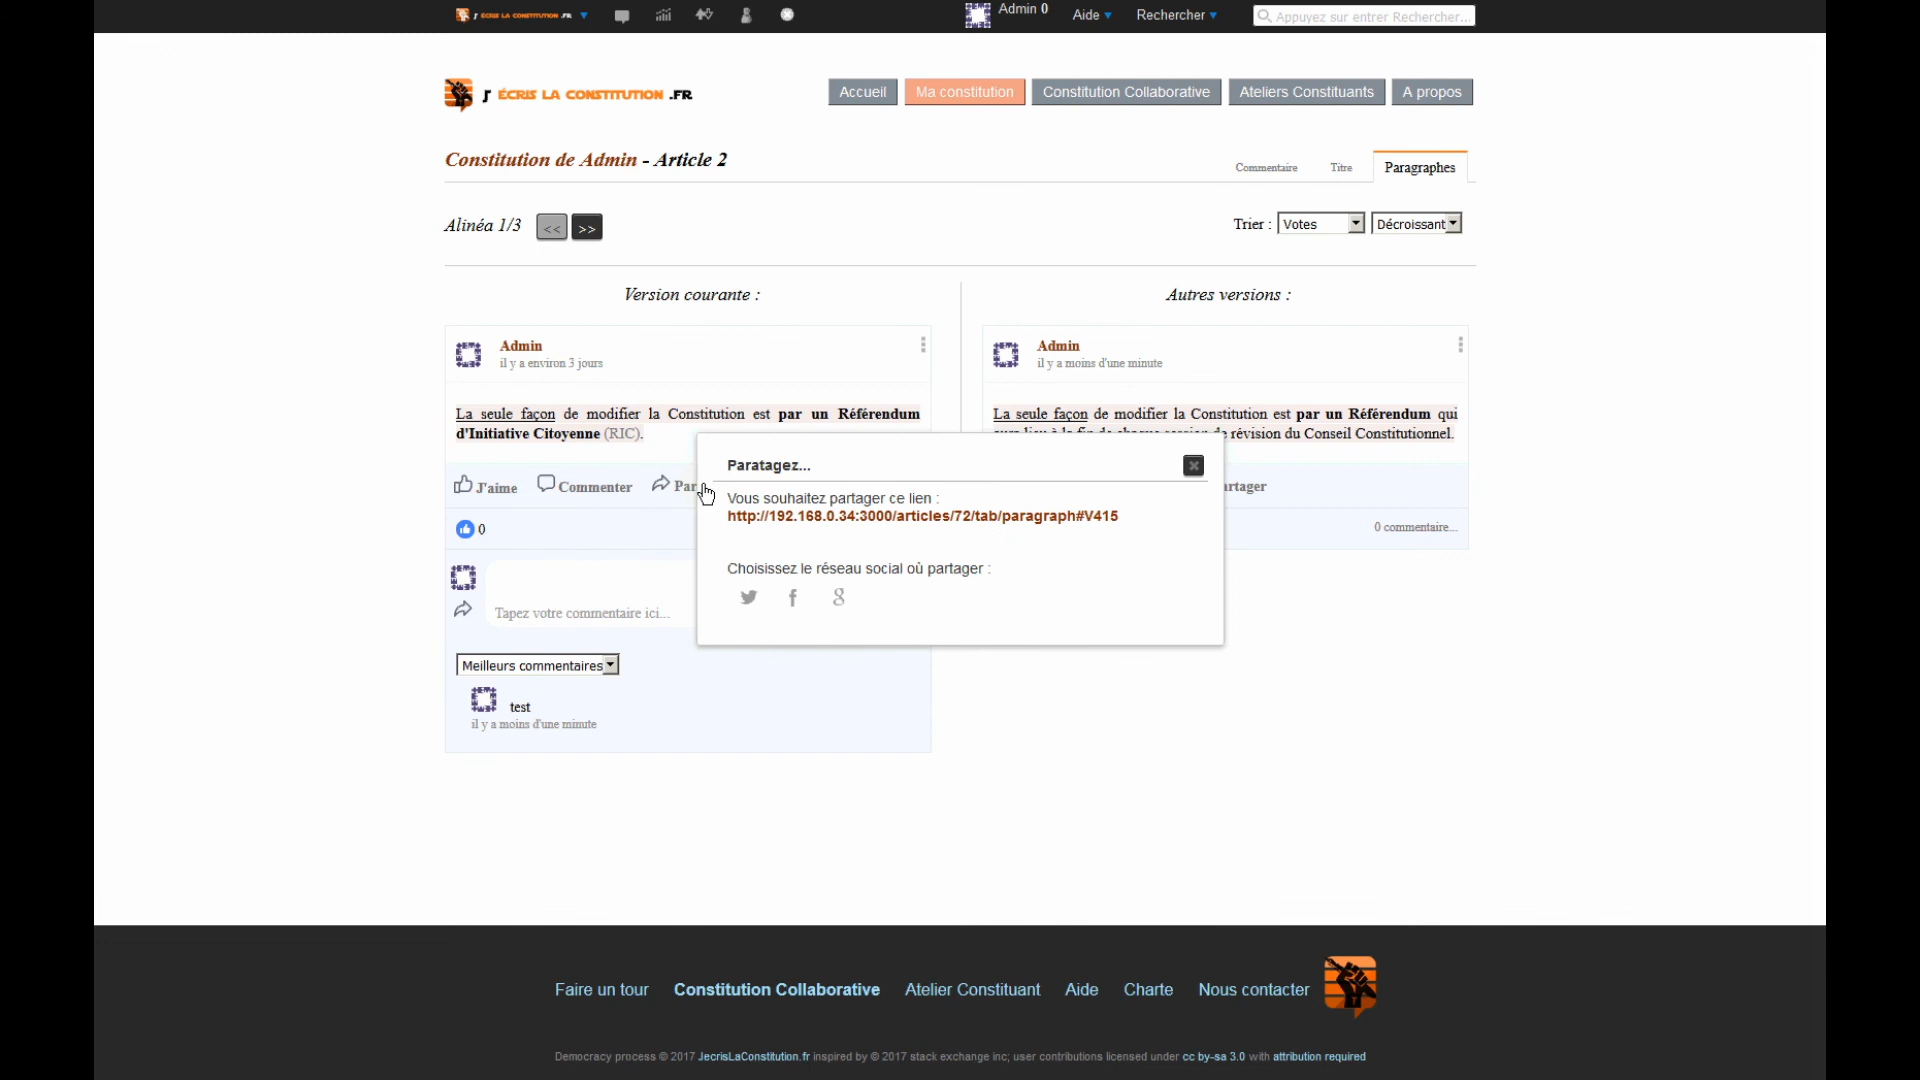 J' ÉCRIS LA CONSTITUTION .FR
Admin 0
Aide
Rechercher
Appuyez sur entrer Rechercher...
J' ÉCRIS LA CONSTITUTION .FR
Accueil
Ma constitution
Constitution Collaborative
Ateliers Constituants
A propos
Constitution de Admin - Article 2
Commentaire
Titre
Paragraphes
Alinéa 1/3
<<
>>
Trier :
Votes
Décroissant
Version courante :
Autres versions :
Admin
il y a environ 3 jours
La seule façon de modifier la Constitution est par un Référendum
d'Initiative Citoyenne (RIC).
J'aime
Commenter
Par
0
Tapez votre commentaire ici...
Meilleurs commentaires
test
il y a moins d'une minute
Admin
il y a moins d'une minute
La seule façon de modifier la Constitution est par un Référendum qui
révision du Conseil Constitutionnel.
rtager
0 commentaire...
Paratagez...
Vous souhaitez partager ce lien :
http://192.168.0.34:3000/articles/72/tab/paragraph#V415
Choisissez le réseau social où partager :
Faire un tour
Constitution Collaborative
Atelier Constituant
Aide
Charte
Nous contacter
Democracy process © 2017 JecrisLaConstitution.fr inspired by © 2017 stack exchange inc; user contributions licensed under cc by-sa 3.0 with attribution required